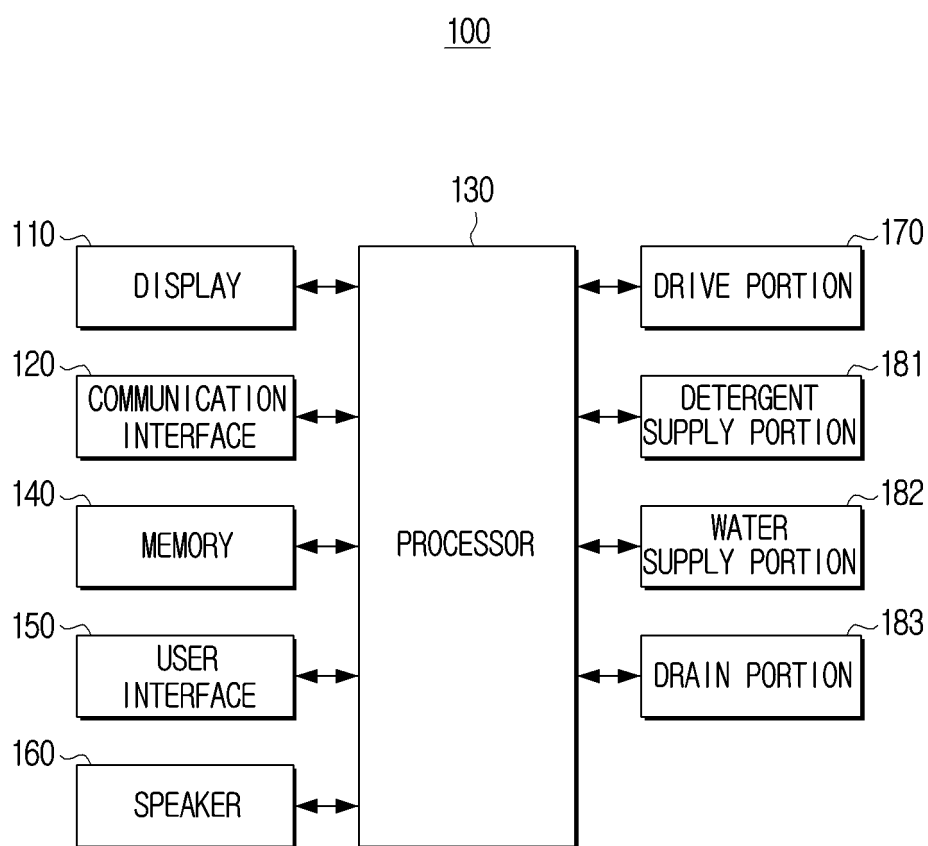 100
130
110
DISPLAY
120
COMMUNICATION
INTERFACE
140
MEMORY
150
USER
INTERFACE
160
SPEAKER
PROCESSOR
170
DRIVE PORTION
181
DETERGENT
SUPPLY PORTION
182
WATER
SUPPLY PORTION
183
DRAIN PORTION